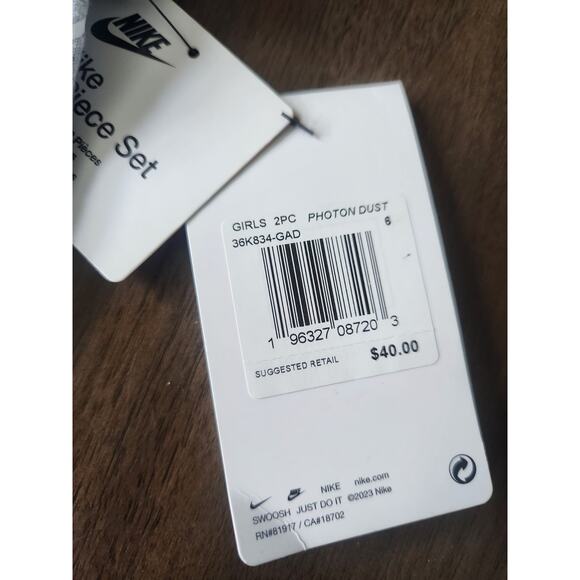 NIKE
ike
iece Set
Pièces
GIRLS 2PC PHOTON DUST
36K834-GAD 6
1 96327 08720 3
SUGGESTED RETAIL $40.00
NIKE nike.com
SWOOSH JUST DO IT ©2023 Nike
RN#81917 / CA#18702